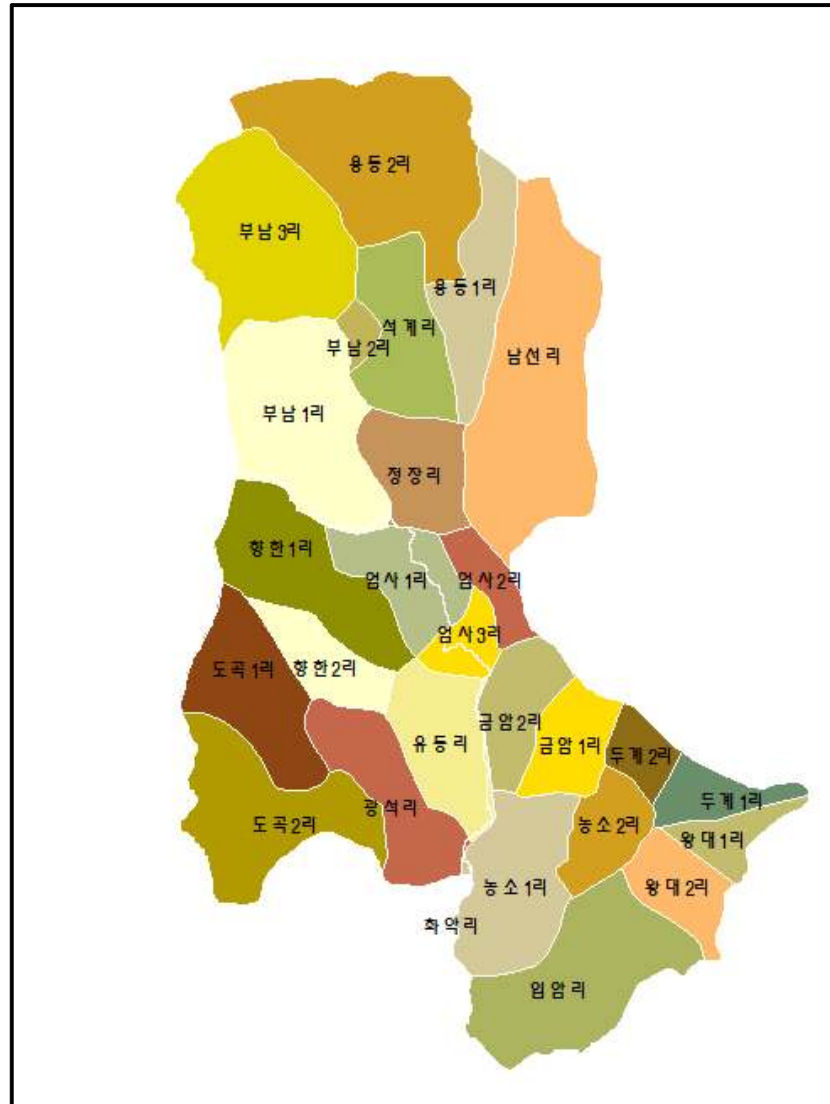 용동2리
부남3리
용동1리
석계리
부남2리
남선리
부남1리
정장리
향한1리
엄사1리
엄사2리
엄사3리
도곡1리
향한2리
금암2리
유동리
금암1리
두계2리
두계1리
광석리
도곡2리
농소2리
왕대1리
농소1리
왕대2리
화악리
입암리